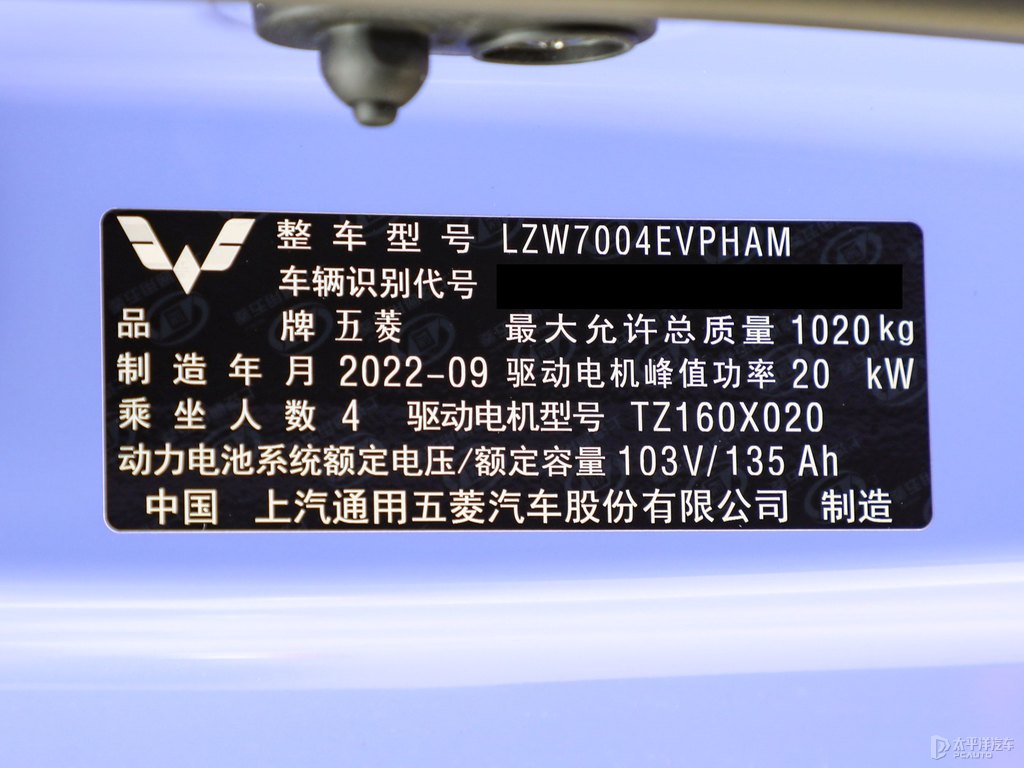 整车型号 LZW7004EVPHAM
车辆识别代号
品牌 五菱 最大允许总质量 1020 kg
制造年月 2022-09 驱动电机峰值功率 20 kW
乘坐人数 4 驱动电机型号 TZ160X020
动力电池系统额定电压/额定容量 103V/135 Ah
中国 上汽通用五菱汽车股份有限公司 制造
太平洋汽车
PCAUTO